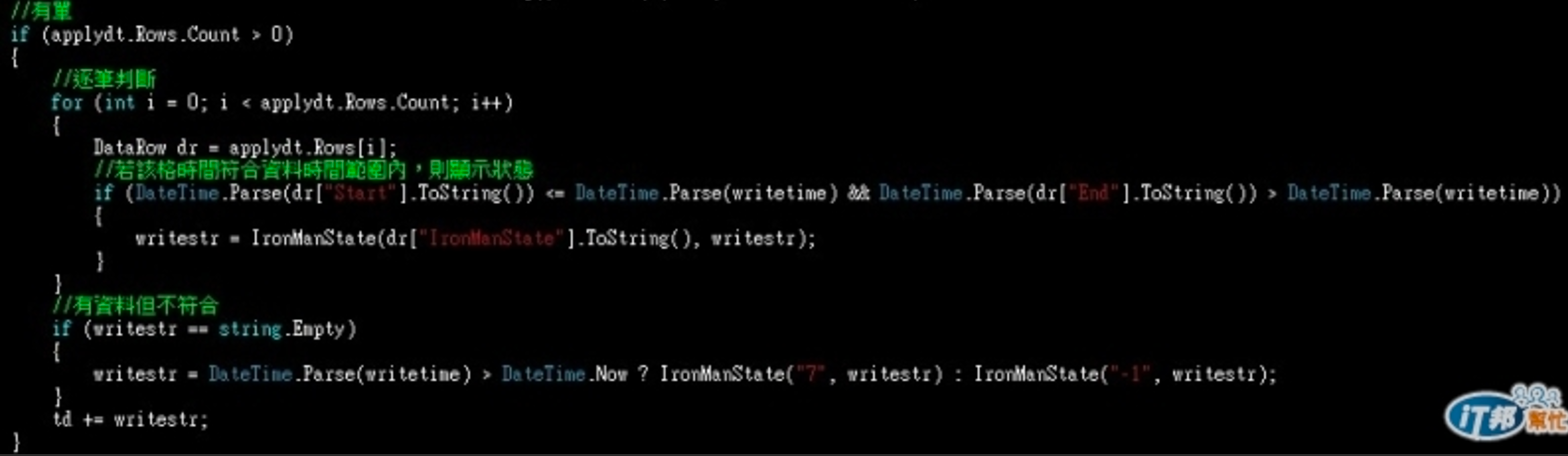 //有單
if (applydt.Rows.Count > 0)
{
    //逐筆判斷
    for (int i = 0; i < applydt.Rows.Count; i++)
    {
        DataRow dr = applydt.Rows[i];
        //若該格時間符合資料時間範圍內，則顯示狀態
        if (DateTime.Parse(dr["Start"].ToString()) <= DateTime.Parse(writetime) && DateTime.Parse(dr["End"].ToString()) > DateTime.Parse(writetime))
        {
            writestr = IronManState(dr["IronManState"].ToString(), writestr);
        }
    }
    //有資料但不符合
    if (writestr == string.Empty)
    {
        writestr = DateTime.Parse(writetime) > DateTime.Now ? IronManState("7", writestr) : IronManState("-1", writestr);
    }
    td += writestr;
}
iT邦幫忙